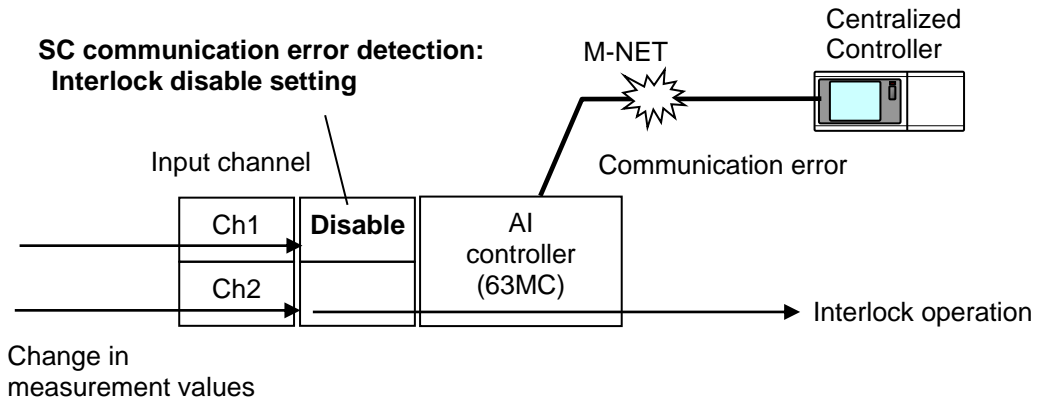 Centralized
Controller
SC communication error detection:
Interlock disable setting
M-NET
Input channel
Communication error
Ch1
Disable
AI
controller
(63MC)
Ch2
Interlock operation
Change in
measurement values